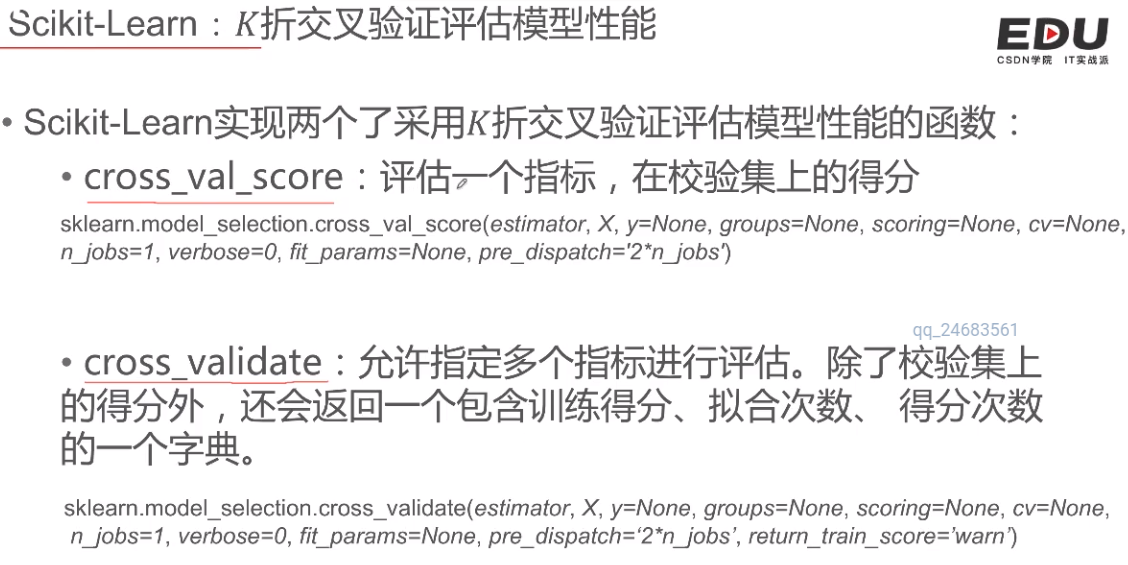 Scikit-Learn：K折交叉验证评估模型性能
EDU
CSDN学院 IT实战派
• Scikit-Learn实现两个了采用K折交叉验证评估模型性能的函数：
• cross_val_score：评估一个指标，在校验集上的得分
sklearn.model_selection.cross_val_score(estimator, X, y=None, groups=None, scoring=None, cv=None,
n_jobs=1, verbose=0, fit_params=None, pre_dispatch='2*n_jobs')
qq_24683561
• cross_validate：允许指定多个指标进行评估。除了校验集上
的得分外，还会返回一个包含训练得分、拟合次数、 得分次数
的一个字典。
sklearn.model_selection.cross_validate(estimator, X, y=None, groups=None, scoring=None, cv=None,
n_jobs=1, verbose=0, fit_params=None, pre_dispatch=‘2*n_jobs’, return_train_score=’warn’)